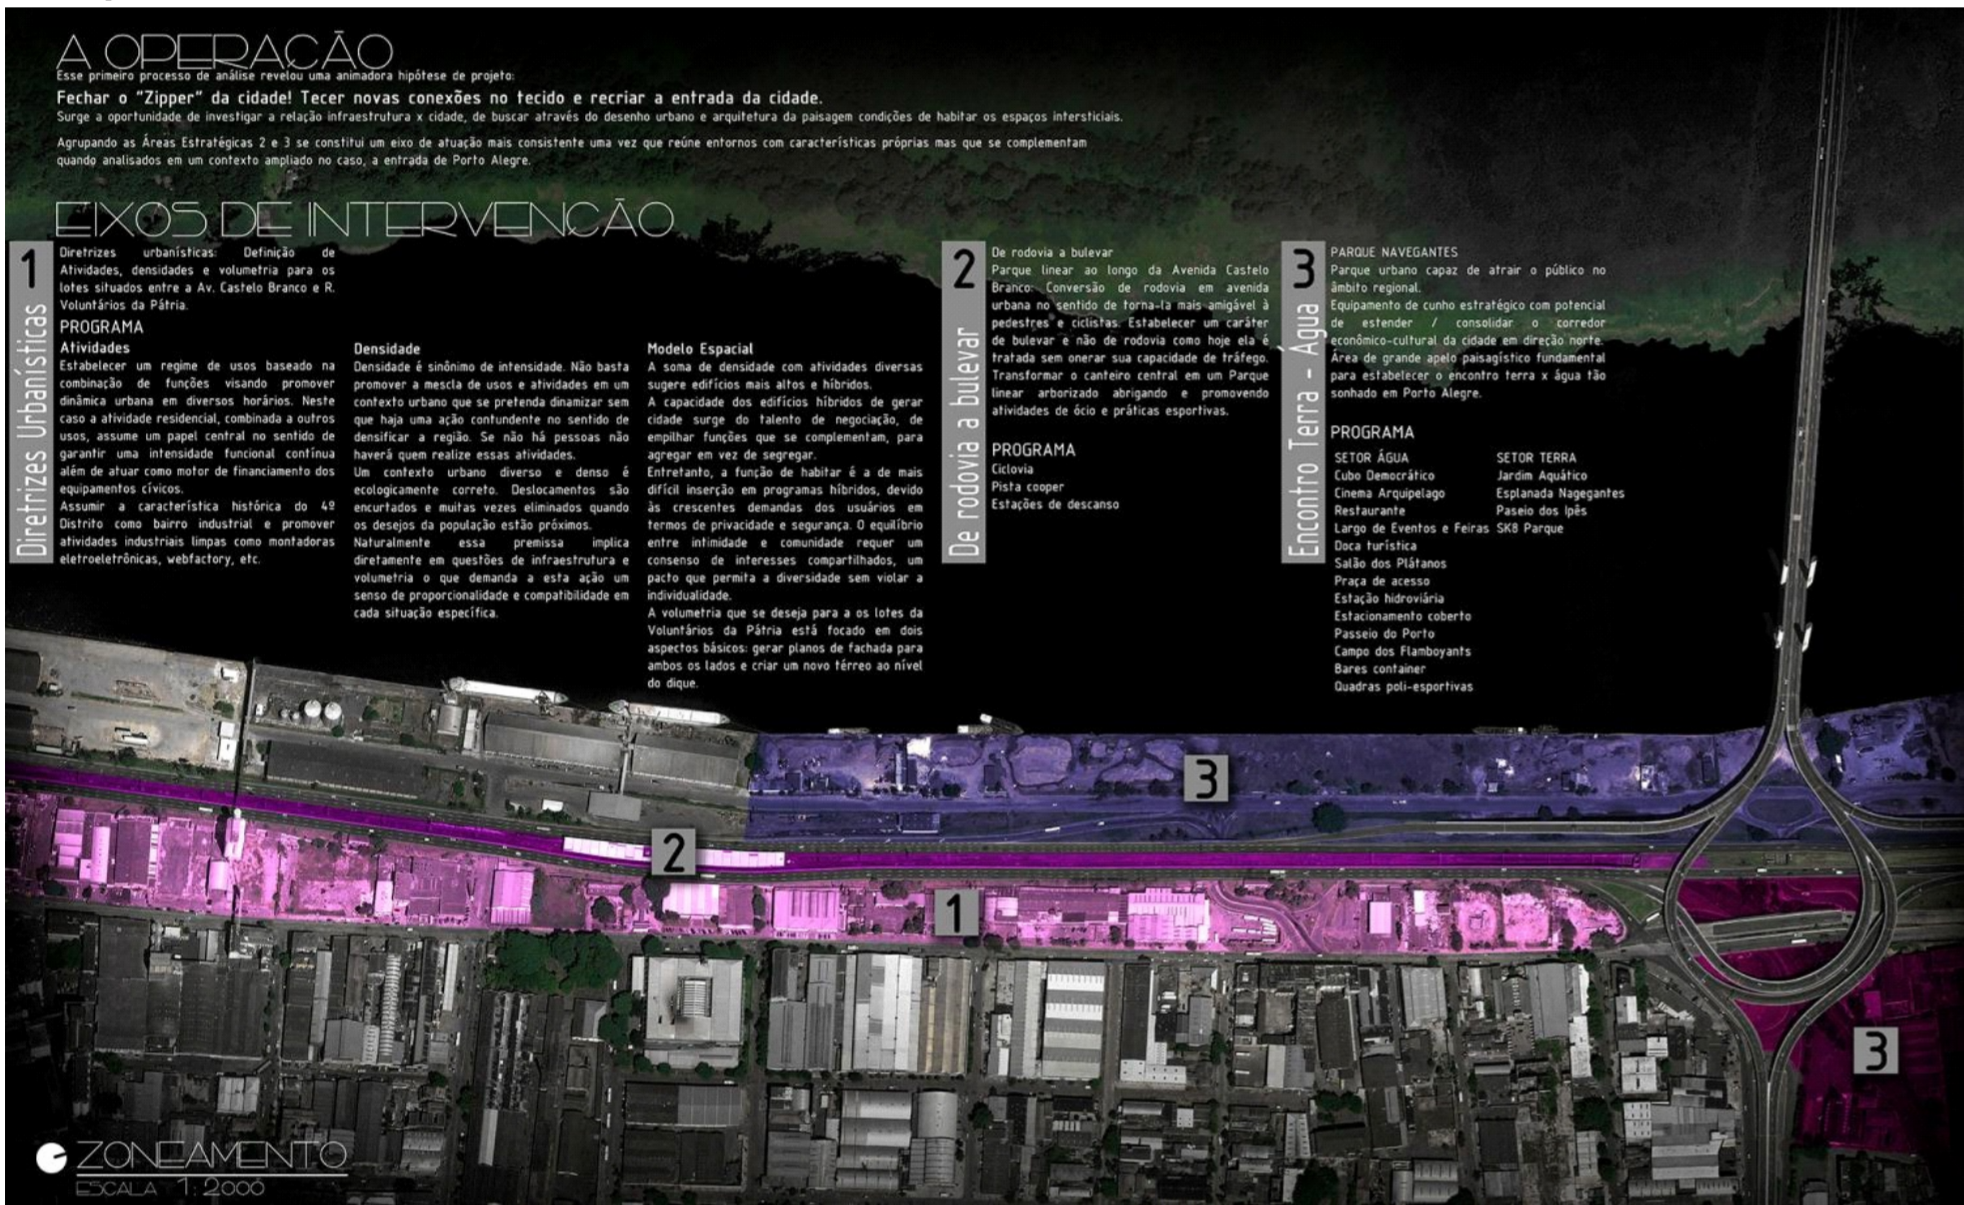 A OPERAÇÃO
Esse primeiro processo de análise revelou uma animadora hipótese de projeto:
Fechar o "Zipper" da cidade! Tecer novas conexões no tecido e recriar a entrada da cidade.
Surge a oportunidade de investigar a relação infraestrutura x cidade, de buscar através do desenho urbano e arquitetura da paisagem condições de habitar os espaços intersticiais.
Agrupando as Áreas Estratégicas 2 e 3 se constitui um eixo de atuação mais consistente uma vez que reúne entornos com características próprias mas que se complementam
quando analisados em um contexto ampliado no caso, a entrada de Porto Alegre.
EIXOS DE INTERVENÇÃO
1
Diretrizes Urbanísticas
Diretrizes urbanísticas: Definição de
Atividades, densidades e volumetria para os
lotes situados entre a Av. Castelo Branco e R.
Voluntários da Pátria.
PROGRAMA
Atividades
Estabelecer um regime de usos baseado na
combinação de funções visando promover
dinâmica urbana em diversos horários. Neste
caso a atividade residencial, combinada a outros
usos, assume um papel central no sentido de
garantir uma intensidade funcional contínua
além de atuar como motor de financiamento dos
equipamentos cívicos.
Assumir a característica histórica do 4º
Distrito como bairro industrial e promover
atividades industriais limpas como montadoras
eletroeletrônicas, webfactory, etc.
Densidade
Densidade é sinônimo de intensidade. Não basta
promover a mescla de usos e atividades em um
contexto urbano que se pretenda dinamizar sem
que haja uma ação contundente no sentido de
densificar a região. Se não há pessoas não
haverá quem realize essas atividades.
Um contexto urbano diverso e denso é
ecologicamente correto. Deslocamentos são
encurtados e muitas vezes eliminados quando
os desejos da população estão próximos.
Naturalmente essa premissa implica
diretamente em questões de infraestrutura e
volumetria o que demanda a esta ação um
senso de proporcionalidade e compatibilidade em
cada situação específica.
Modelo Espacial
A soma de densidade com atividades diversas
sugere edifícios mais altos e híbridos.
A capacidade dos edifícios híbridos de gerar
cidade surge do talento de negociação, de
empilhar funções que se complementam, para
agregar em vez de segregar.
Entretanto, a função de habitar é a de mais
difícil inserção em programas híbridos, devido
às crescentes demandas dos usuários em
termos de privacidade e segurança. O equilíbrio
entre intimidade e comunidade requer um
consenso de interesses compartilhados, um
pacto que permita a diversidade sem violar a
individualidade.
A volumetria que se deseja para a os lotes da
Voluntários da Pátria está focado em dois
aspectos básicos: gerar planos de fachada para
ambos os lados e criar um novo térreo ao nível
do dique.
2
De rodovia a bulevar
De rodovia a bulevar
Parque linear ao longo da Avenida Castelo
Branco: Conversão de rodovia em avenida
urbana no sentido de torna-la mais amigável à
pedestres e ciclistas. Estabelecer um caráter
de bulevar e não de rodovia como hoje ela é
tratada sem onerar sua capacidade de tráfego.
Transformar o canteiro central em um Parque
linear arborizado abrigando e promovendo
atividades de ócio e práticas esportivas.
PROGRAMA
Ciclovia
Pista cooper
Estações de descanso
3
Encontro Terra - Água
PARQUE NAVEGANTES
Parque urbano capaz de atrair o público no
âmbito regional.
Equipamento de cunho estratégico com potencial
de estender / consolidar o corredor
econômico-cultural da cidade em direção norte.
Área de grande apelo paisagístico fundamental
para estabelecer o encontro terra x água tão
sonhado em Porto Alegre.
PROGRAMA
SETOR ÁGUA
Cubo Democrático
Cinema Arquipelago
Restaurante
Largo de Eventos e Feiras
Doca turística
Salão dos Plátanos
Praça de acesso
Estação hidroviária
Estacionamento coberto
Passeio do Porto
Campo dos Flamboyants
Bares container
Quadras poli-esportivas
SETOR TERRA
Jardim Aquático
Esplanada Nagegantes
Paseio dos Ipês
SK8 Parque
3
2
1
3
ZONEAMENTO
ESCALA 1:2000